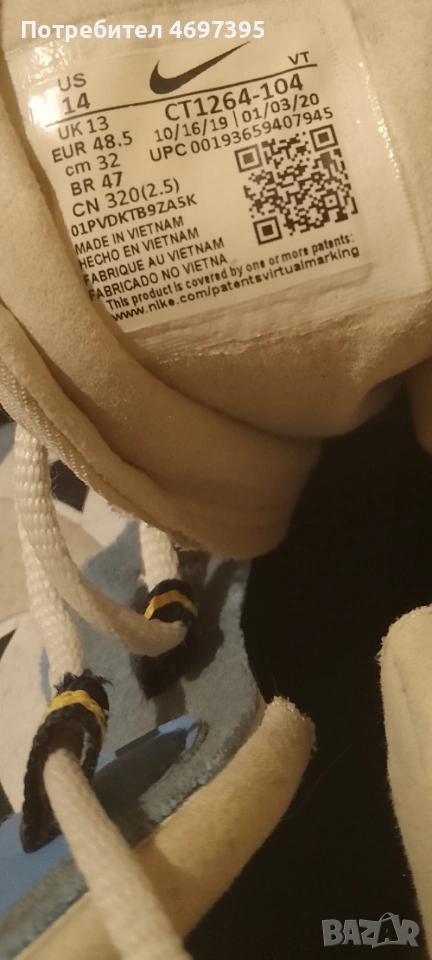 Потребител 4697395
US
14
UK 13
EUR 48.5
cm 32
BR 47
CN 320(2.5)
VT
CT1264-104
10/16/19 | 01/03/20
UPC 00193659407945
01PVDKTB9ZA5K
MADE IN VIETNAM
HECHO EN VIETNAM
FABRIQUE AU VIETNAM
FABRICADO NO VIETNA
This product is covered by one or more patents:
www.nike.com/patentsvirtualmarking
BAZAR